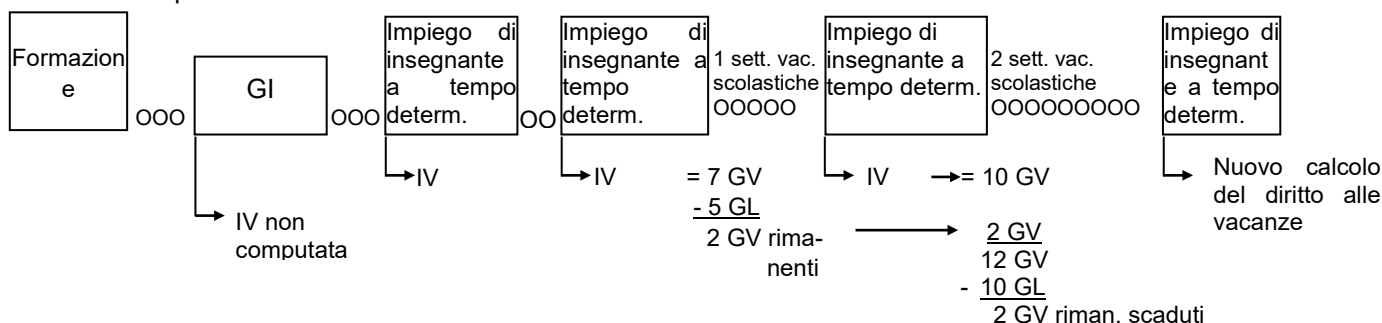 Formazion
e
OOO
GI
OOO
Impiego di
insegnante
a tempo
determ.
OO
Impiego di
insegnante a
tempo
determ.
1 sett. vac.
scolastiche
OOOOO
Impiego di
insegnante a
tempo determ.
2 sett. vac.
scolastiche
OOOOOOOOO
Impiego di
insegnant
e a tempo
determ.
IV non
computata
IV
IV
= 7 GV
- 5 GL
2 GV rima-
nenti
IV
= 10 GV
2 GV
12 GV
- 10 GL
2 GV riman. scaduti
Nuovo calcolo
del diritto alle
vacanze